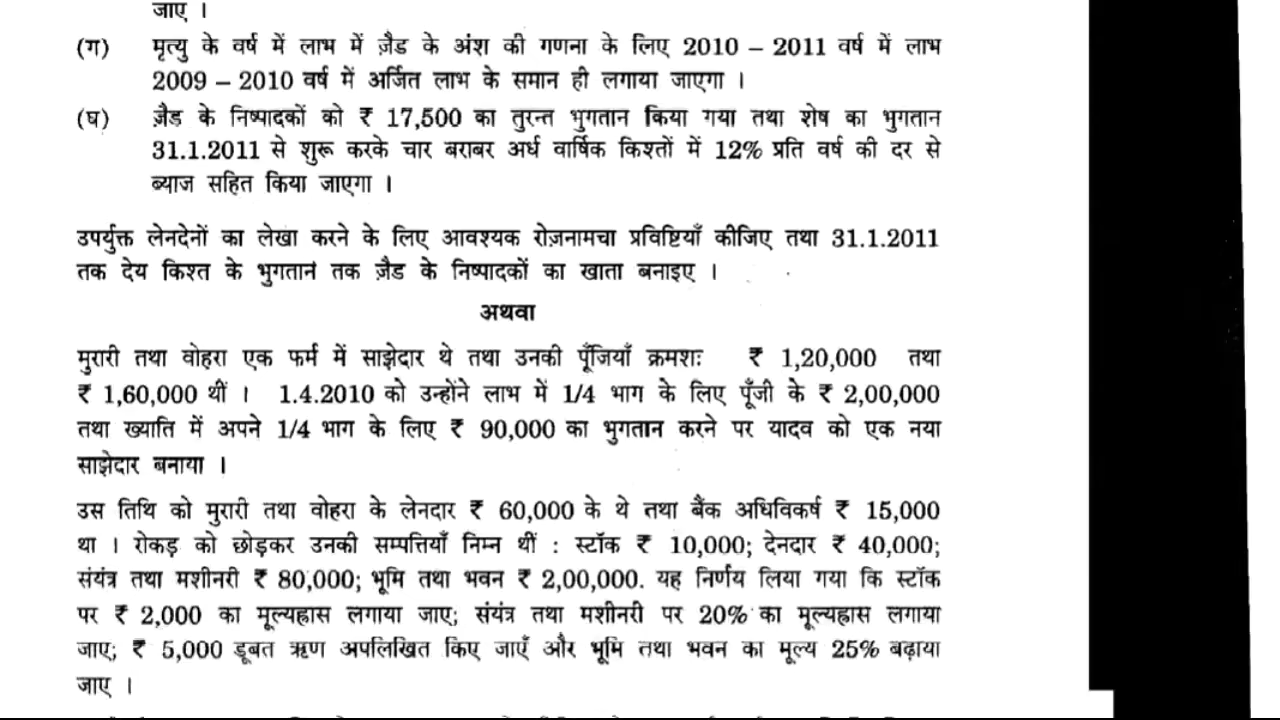 जाए ।
(ग) मृत्यु के वर्ष में लाभ में ज़ैड के अंश की गणना के लिए 2010 – 2011 वर्ष में लाभ
2009 – 2010 वर्ष में अर्जित लाभ के समान ही लगाया जाएगा ।
(घ) ज़ैड के निष्पादकों को ₹ 17,500 का तुरन्त भुगतान किया गया तथा शेष का भुगतान
31.1.2011 से शुरू करके चार बराबर अर्ध वार्षिक किश्तों में 12% प्रति वर्ष की दर से
ब्याज सहित किया जाएगा ।
उपर्युक्त लेनदेनों का लेखा करने के लिए आवश्यक रोज़नामचा प्रविष्टियाँ कीजिए तथा 31.1.2011
तक देय किश्त के भुगतान तक ज़ैड के निष्पादकों का खाता बनाइए ।
अथवा
मुरारी तथा वोहरा एक फर्म में साझेदार थे तथा उनकी पूँजियाँ क्रमशः ₹ 1,20,000 तथा
₹ 1,60,000 थीं । 1.4.2010 को उन्होंने लाभ में 1/4 भाग के लिए पूँजी के ₹ 2,00,000
तथा ख्याति में अपने 1/4 भाग के लिए ₹ 90,000 का भुगतान करने पर यादव को एक नया
साझेदार बनाया ।
उस तिथि को मुरारी तथा वोहरा के लेनदार ₹ 60,000 के थे तथा बैंक अधिविकर्ष ₹ 15,000
था । रोकड़ को छोड़कर उनकी सम्पत्तियाँ निम्न थीं : स्टॉक ₹ 10,000; देनदार ₹ 40,000;
संयंत्र तथा मशीनरी ₹ 80,000; भूमि तथा भवन ₹ 2,00,000. यह निर्णय लिया गया कि स्टॉक
पर ₹ 2,000 का मूल्यह्रास लगाया जाए; संयंत्र तथा मशीनरी पर 20% का मूल्यह्रास लगाया
जाए; ₹ 5,000 डूबत ऋण अपलिखित किए जाएँ और भूमि तथा भवन का मूल्य 25% बढ़ाया
जाए ।